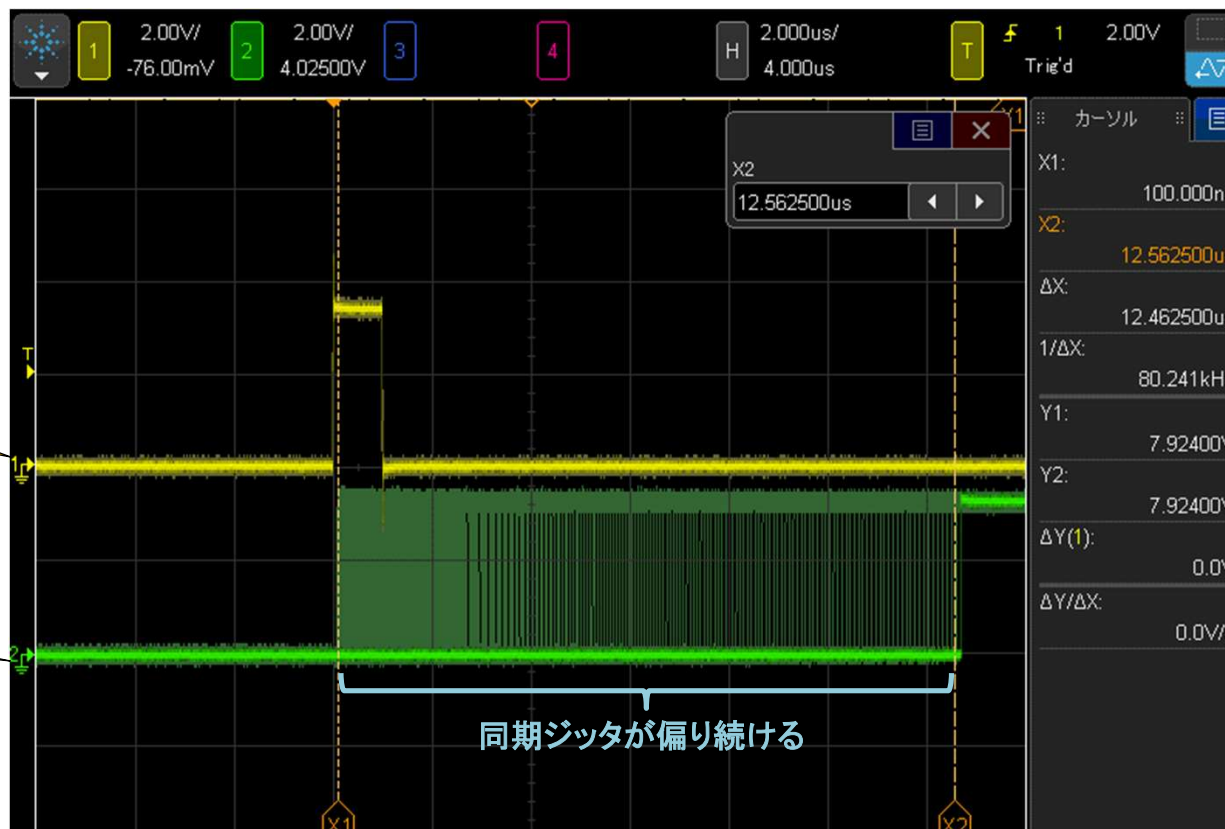 1
2.00V/
-76.00mV
2
2.00V/
4.02500V
3
4
H
2.000us/
4.000us
T
1
2.00V
Trig'd
X2
12.562500us
カーソル
X1:
100.000n
X2:
12.562500u
ΔX:
12.462500u
1/ΔX:
80.241kH
Y1:
7.92400V
Y2:
7.92400V
ΔY(1):
0.0V
ΔY/ΔX:
0.0V/
T
1
2
同期ジッタが偏り続ける
X1
X2